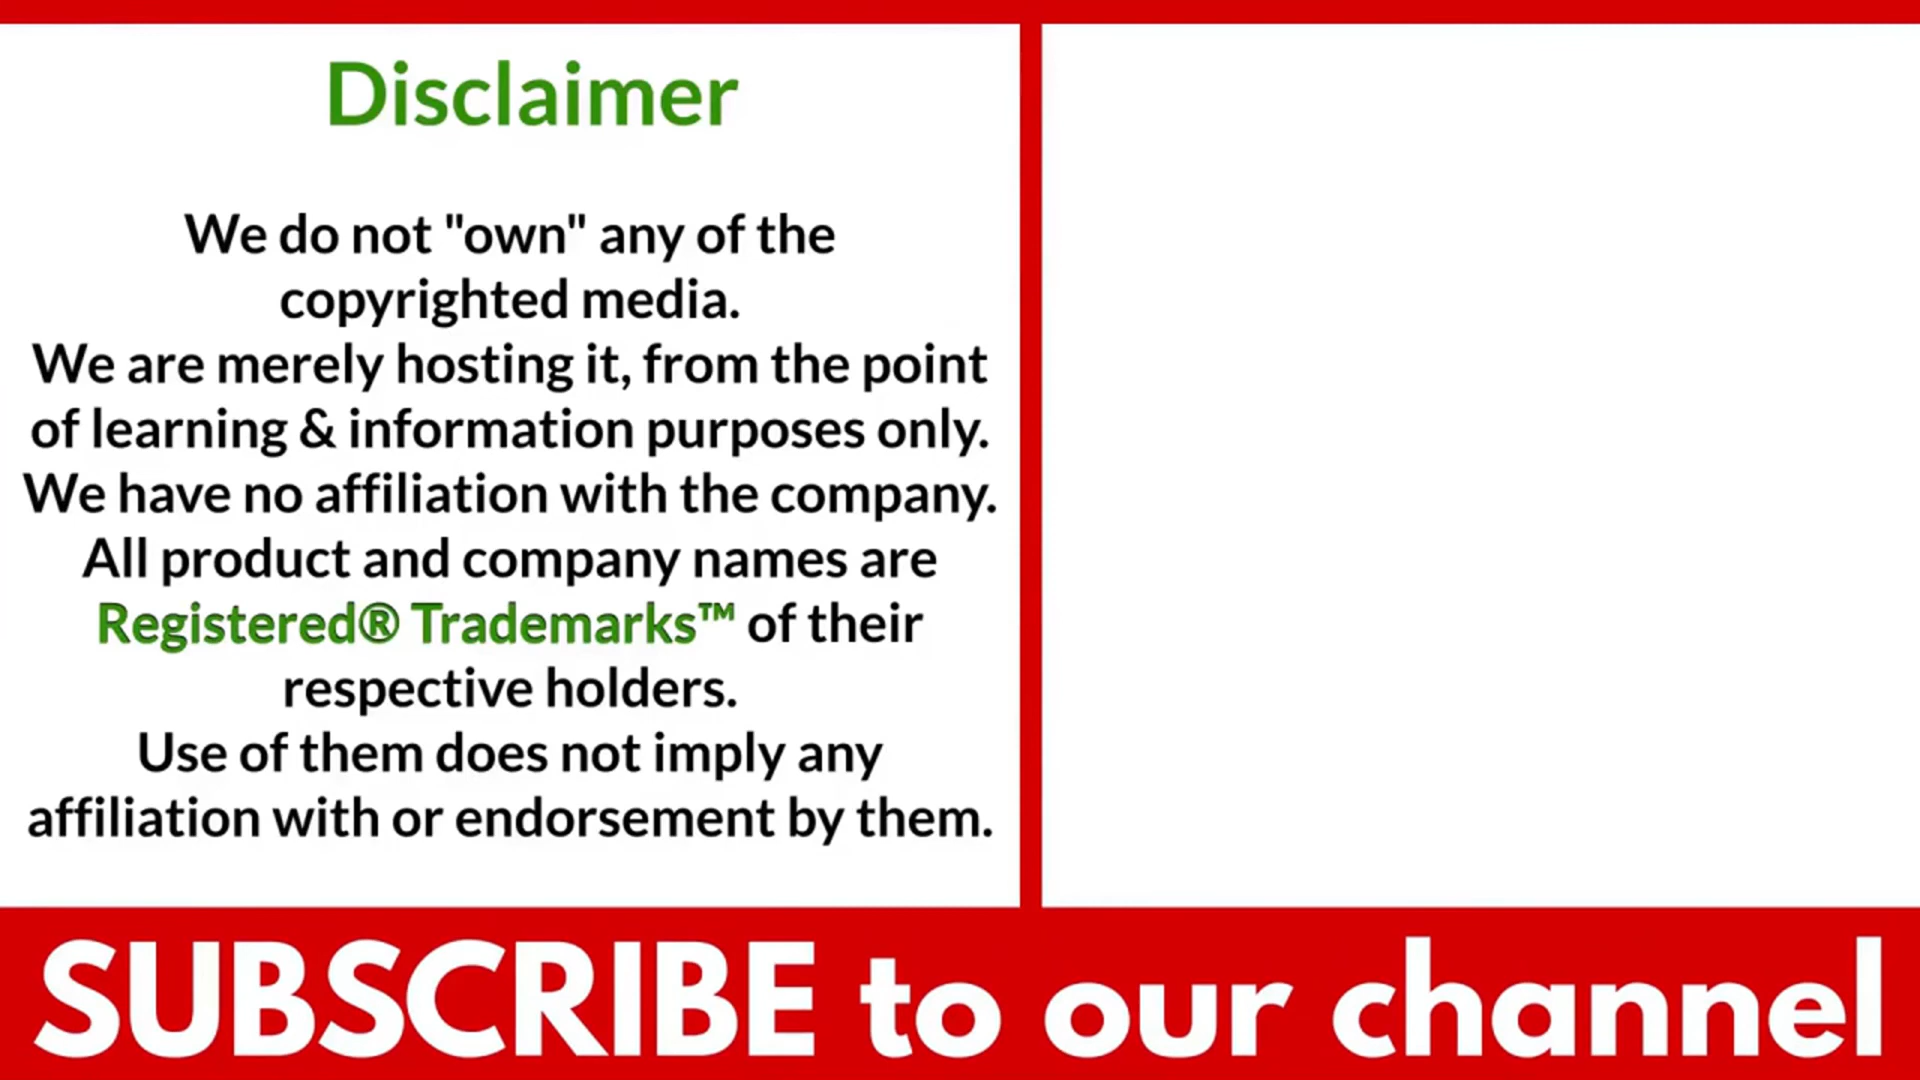 Disclaimer
We do not "own" any of the
copyrighted media.
We are merely hosting it, from the point
of learning & information purposes only.
We have no affiliation with the company.
All product and company names are
Registered® Trademarks™ of their
respective holders.
Use of them does not imply any
affiliation with or endorsement by them.
SUBSCRIBE to our channel